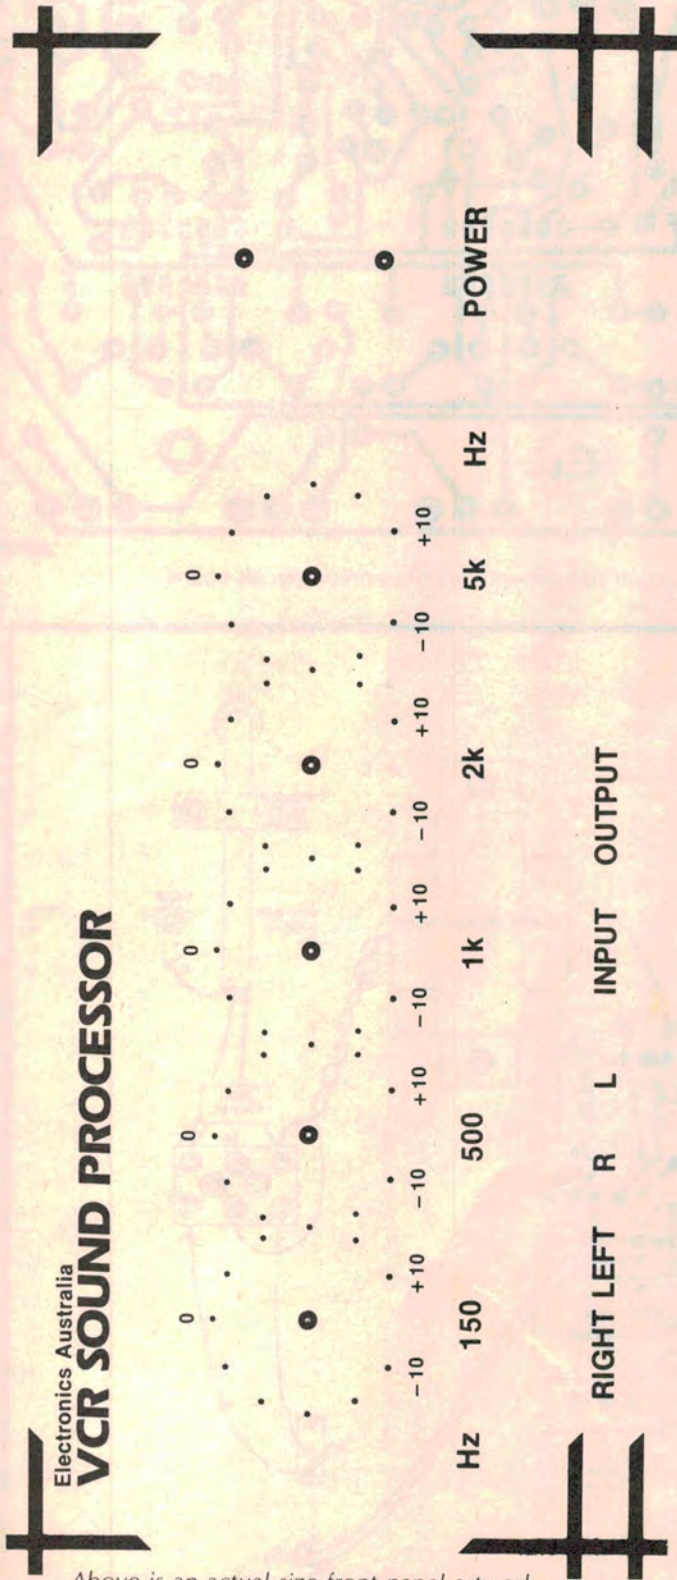 Electronics Australia
VCR SOUND PROCESSOR
0 0 0 0 0
-10 +10 -10 +10 -10 +10 -10 +10 -10 +10
Hz 150 500 1k 2k 5k Hz POWER
RIGHT LEFT R L INPUT OUTPUT
Above is an actual size front panel artwork